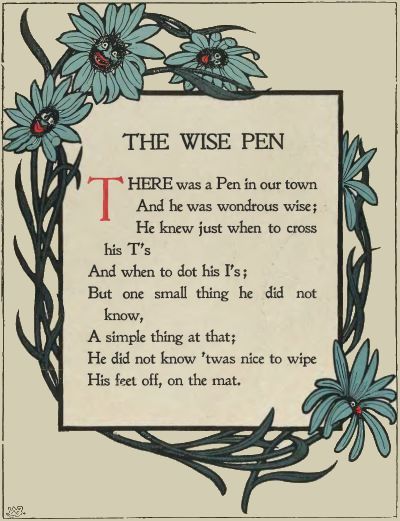 THE WISE PEN
THERE was a Pen in our town
And he was wondrous wise;
He knew just when to cross
his T's
And when to dot his I's;
But one small thing he did not
know,
A simple thing at that;
He did not know 'twas nice to wipe
His feet off, on the mat.